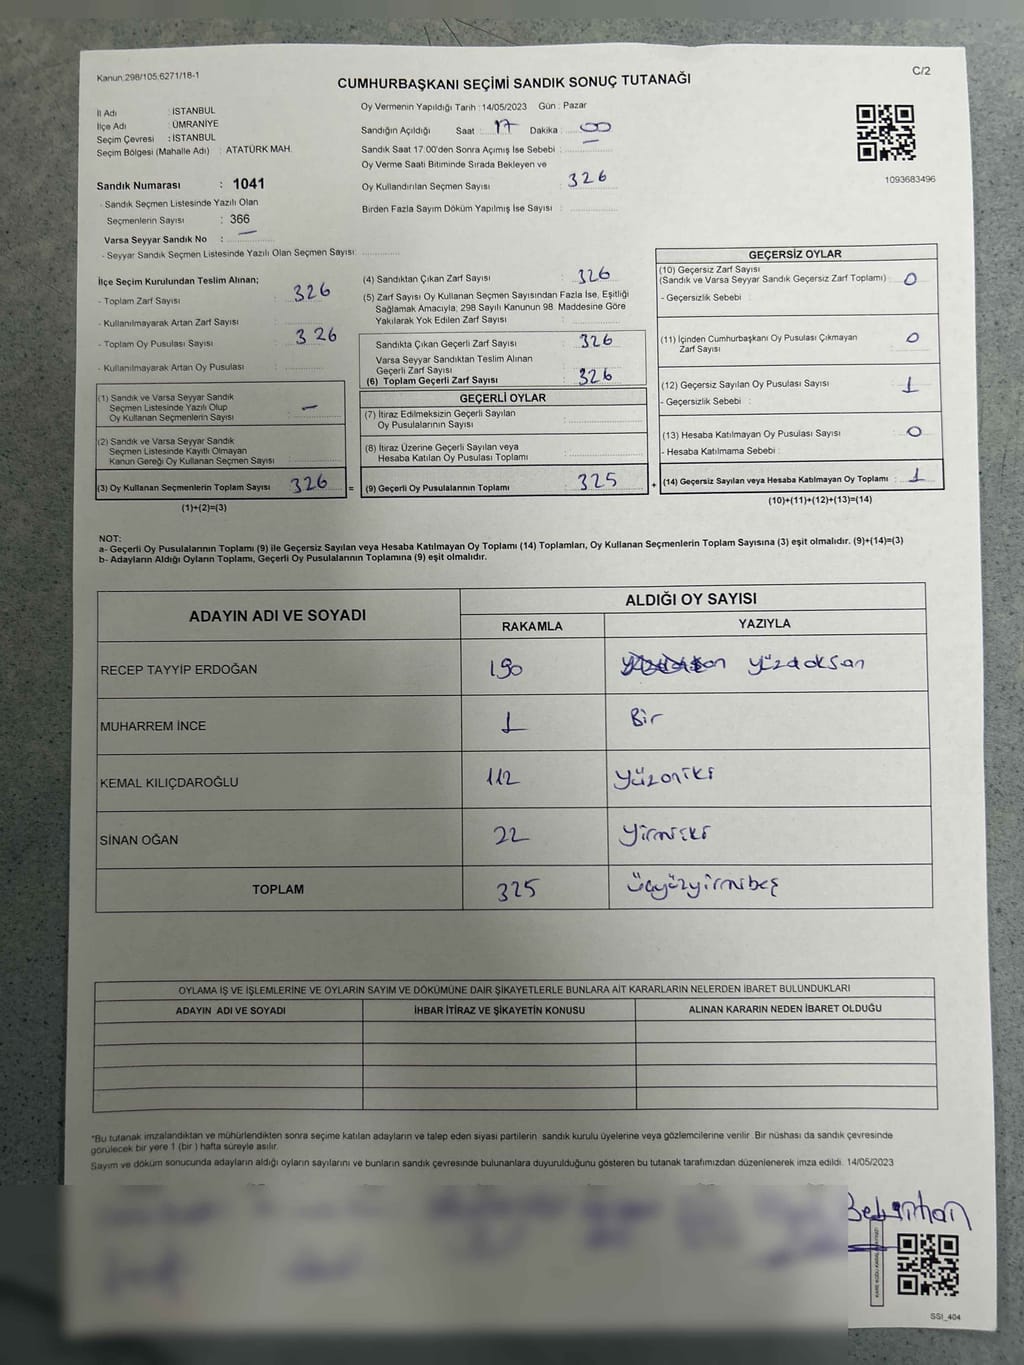 Kanun:298/105:6271/18-1
C/2
CUMHURBAŞKANI SEÇİMİ SANDIK SONUÇ TUTANAĞI
İl Adı : İSTANBUL
İlçe Adı : ÜMRANİYE
Seçim Çevresi : İSTANBUL
Seçim Bölgesi (Mahalle Adı) : ATATÜRK MAH.
Sandık Numarası : 1041
- Sandık Seçmen Listesinde Yazılı Olan
Seçmenlerin Sayısı : 366
Varsa Seyyar Sandık No : —
- Seyyar Sandık Seçmen Listesinde Yazılı Olan Seçmen Sayısı:
Oy Vermenin Yapıldığı Tarih : 14/05/2023 Gün : Pazar
Sandığın Açıldığı Saat : 17 Dakika : 00
Sandık Saat 17.00'den Sonra Açımış İse Sebebi : —
Oy Verme Saati Bitiminde Sırada Bekleyen ve
Oy Kullandırılan Seçmen Sayısı : 326
Birden Fazla Sayım Döküm Yapılmış İse Sayısı :
1093683496
İlçe Seçim Kurulundan Teslim Alınan;
- Toplam Zarf Sayısı : 326
- Kullanılmayarak Artan Zarf Sayısı :
- Toplam Oy Pusulası Sayısı : 326
- Kullanılmayarak Artan Oy Pusulası :
(1) Sandık ve Varsa Seyyar Sandık
Seçmen Listesinde Yazılı Olup
Oy Kullanan Seçmenlerin Sayısı : —
(2) Sandık ve Varsa Seyyar Sandık
Seçmen Listesinde Kayıtlı Olmayan
Kanun Gereği Oy Kullanan Seçmen Sayısı :
(3) Oy Kullanan Seçmenlerin Toplam Sayısı : 326 =
(1)+(2)=(3)
(4) Sandıktan Çıkan Zarf Sayısı : 326
(5) Zarf Sayısı Oy Kullanan Seçmen Sayısından Fazla İse, Eşitliği
Sağlamak Amacıyla; 298 Sayılı Kanunun 98. Maddesine Göre
Yakılarak Yok Edilen Zarf Sayısı :
Sandıkta Çıkan Geçerli Zarf Sayısı : 326
Varsa Seyyar Sandıktan Teslim Alınan
Geçerli Zarf Sayısı :
(6) Toplam Geçerli Zarf Sayısı : 326
GEÇERLİ OYLAR
(7) İtiraz Edilmeksizin Geçerli Sayılan
Oy Pusulalarının Sayısı :
(8) İtiraz Üzerine Geçerli Sayılan veya
Hesaba Katılan Oy Pusulası Toplamı :
(9) Geçerli Oy Pusulalarının Toplamı : 325 +
GEÇERSİZ OYLAR
(10) Geçersiz Zarf Sayısı
(Sandık ve Varsa Seyyar Sandık Geçersiz Zarf Toplamı) : 0
- Geçersizlik Sebebi :
(11) İçinden Cumhurbaşkanı Oy Pusulası Çıkmayan
Zarf Sayısı : 0
(12) Geçersiz Sayılan Oy Pusulası Sayısı : 1
- Geçersizlik Sebebi :
(13) Hesaba Katılmayan Oy Pusulası Sayısı : 0
- Hesaba Katılmama Sebebi :
(14) Geçersiz Sayılan veya Hesaba Katılmayan Oy Toplamı : 1
(10)+(11)+(12)+(13)=(14)
NOT:
a- Geçerli Oy Pusulalarının Toplamı (9) ile Geçersiz Sayılan veya Hesaba Katılmayan Oy Toplamı (14) Toplamları, Oy Kullanan Seçmenlerin Toplam Sayısına (3) eşit olmalıdır. (9)+(14)=(3)
b- Adayların Aldığı Oyların Toplamı, Geçerli Oy Pusulalarının Toplamına (9) eşit olmalıdır.
ADAYIN ADI VE SOYADI ALDIĞI OY SAYISI
RAKAMLA YAZIYLA
RECEP TAYYİP ERDOĞAN 190 yüzdoksan
MUHARREM İNCE 1 Bir
KEMAL KILIÇDAROĞLU 112 yüzoniki
SİNAN OĞAN 22 yirmiki
TOPLAM 325 üçyüzyirmibeş
OYLAMA İŞ VE İŞLEMLERİNE VE OYLARIN SAYIM VE DÖKÜMÜNE DAİR ŞİKAYETLERLE BUNLARA AİT KARARLARIN NELERDEN İBARET BULUNDUKLARI
ADAYIN ADI VE SOYADI İHBAR İTİRAZ VE ŞİKAYETİN KONUSU ALINAN KARARIN NEDEN İBARET OLDUĞU
*Bu tutanak imzalandıktan ve mühürlendikten sonra seçime katılan adayların ve talep eden siyasi partilerin sandık kurulu üyelerine veya gözlemcilerine verilir. Bir nüshası da sandık çevresinde
görülecek bir yere 1 (bir ) hafta süreyle asılır.
Sayım ve döküm sonucunda adayların aldığı oyların sayılarını ve bunların sandık çevresinde bulunanlara duyurulduğunu gösteren bu tutanak tarafımızdan düzenlenerek imza edildi. 14/05/2023
SSI_404